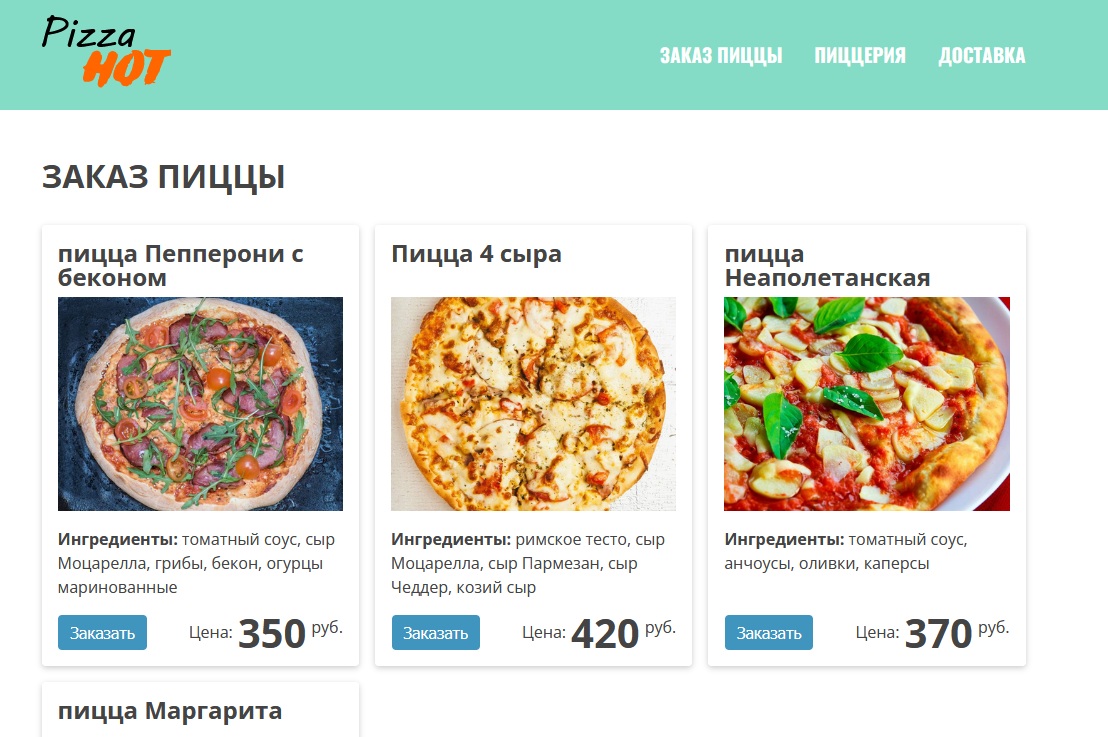 Pizza
HOT
ЗАКАЗ ПИЦЦЫ
ПИЦЦЕРИЯ
ДОСТАВКА
ЗАКАЗ ПИЦЦЫ
пицца Пепперони с
беконом
Ингредиенты: томатный соус, сыр
Моцарелла, грибы, бекон, огурцы
маринованные
Заказать
Цена: 350 руб.
Пицца 4 сыра
Ингредиенты: римское тесто, сыр
Моцарелла, сыр Пармезан, сыр
Чеддер, козий сыр
Заказать
Цена: 420 руб.
пицца
Неаполетанская
Ингредиенты: томатный соус,
анчоусы, оливки, каперсы
Заказать
Цена: 370 руб.
пицца Маргарита